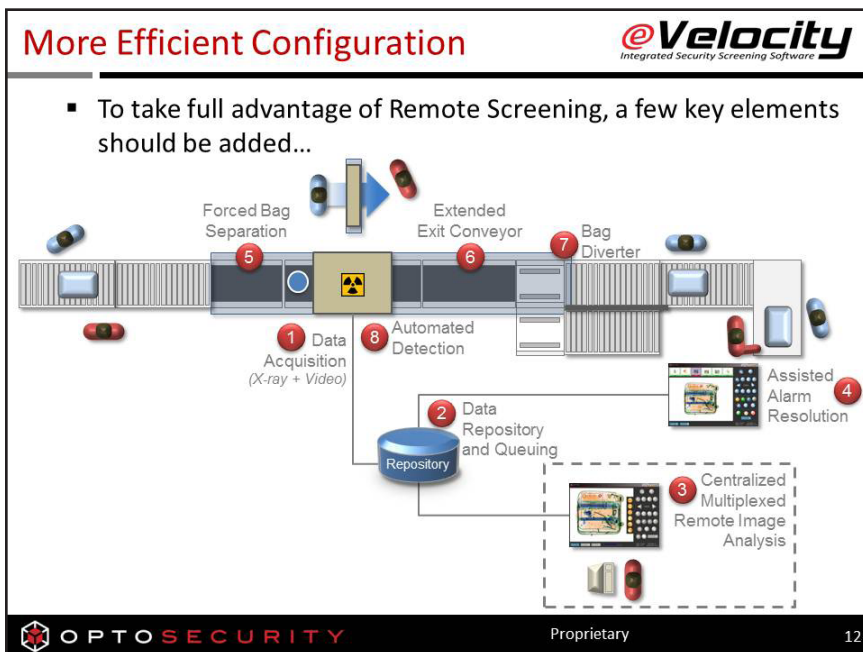 More Efficient Configuration
eVelocity
Integrated Security Screening Software
▪ To take full advantage of Remote Screening, a few key elements
should be added…
Forced Bag
Separation
5
Extended
Exit Conveyor
6
7
Bag
Diverter
1
Data
Acquisition
(X-ray + Video)
8
Automated
Detection
2
Data
Repository
and Queuing
Repository
Assisted
Alarm
Resolution
4
3
Centralized
Multiplexed
Remote Image
Analysis
OPTOSECURITY
Proprietary
12